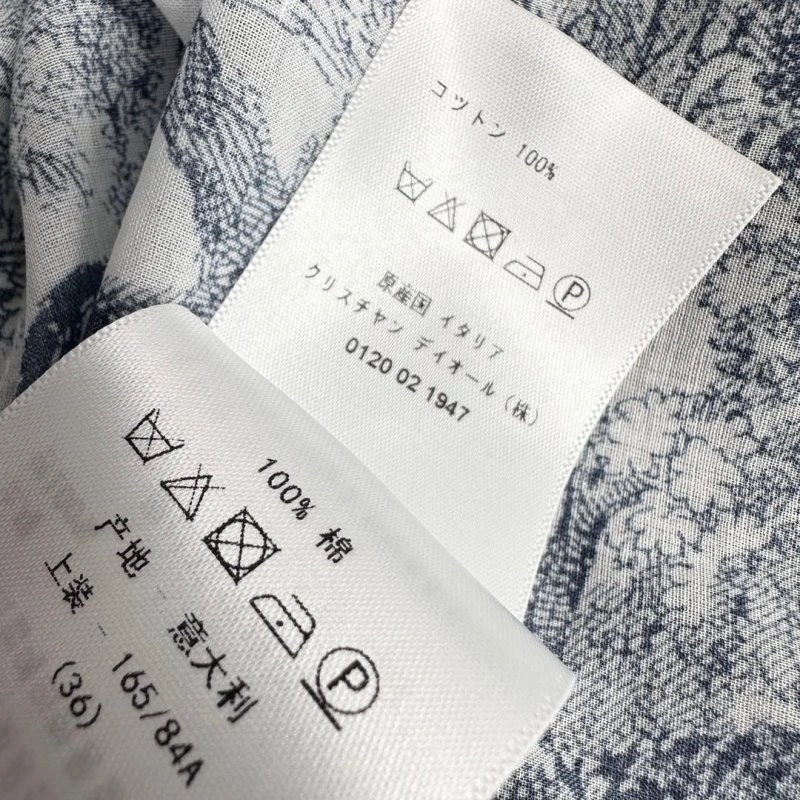 コットン 100%
P
原産国 イタリア
クリスチャン ディオール (株)
0120 02 1947
100% 棉
P
产地 - 意大利
上装 - 165/84A
(36)